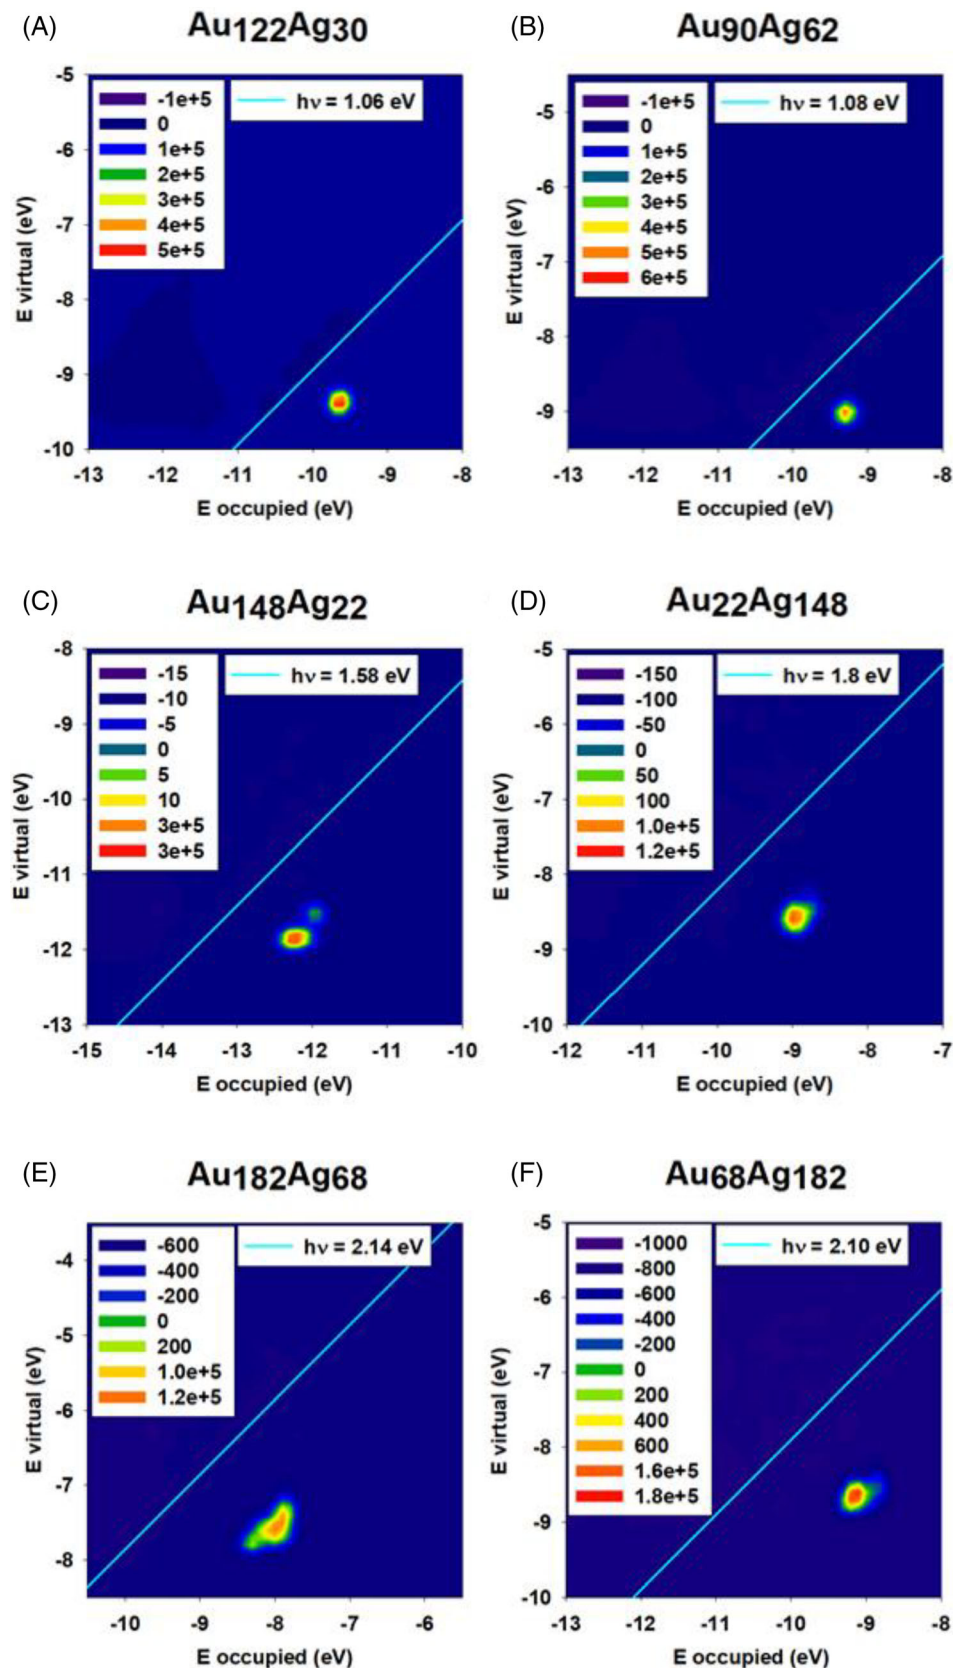 (A) Au122Ag30
-5
-6
-7
-8
-9
-10
E virtual (eV)
-1e+5
0
1e+5
2e+5
3e+5
4e+5
5e+5
hν = 1.06 eV
-13 -12 -11 -10 -9 -8
E occupied (eV)
(B) Au90Ag62
-5
-6
-7
-8
-9
E virtual (eV)
-1e+5
0
1e+5
2e+5
3e+5
4e+5
5e+5
6e+5
hν = 1.08 eV
-13 -12 -11 -10 -9 -8
E occupied (eV)
(C) Au148Ag22
-8
-9
-10
-11
-12
-13
E virtual (eV)
-15
-10
-5
0
5
10
3e+5
3e+5
hν = 1.58 eV
-15 -14 -13 -12 -11 -10
E occupied (eV)
(D) Au22Ag148
-5
-6
-7
-8
-9
-10
E virtual (eV)
-150
-100
-50
0
50
100
1.0e+5
1.2e+5
hν = 1.8 eV
-12 -11 -10 -9 -8 -7
E occupied (eV)
(E) Au182Ag68
-4
-5
-6
-7
-8
E virtual (eV)
-600
-400
-200
0
200
1.0e+5
1.2e+5
hν = 2.14 eV
-10 -9 -8 -7 -6
E occupied (eV)
(F) Au68Ag182
-5
-6
-7
-8
-9
-10
E virtual (eV)
-1000
-800
-600
-400
-200
0
200
400
600
1.6e+5
1.8e+5
hν = 2.10 eV
-13 -12 -11 -10 -9 -8
E occupied (eV)